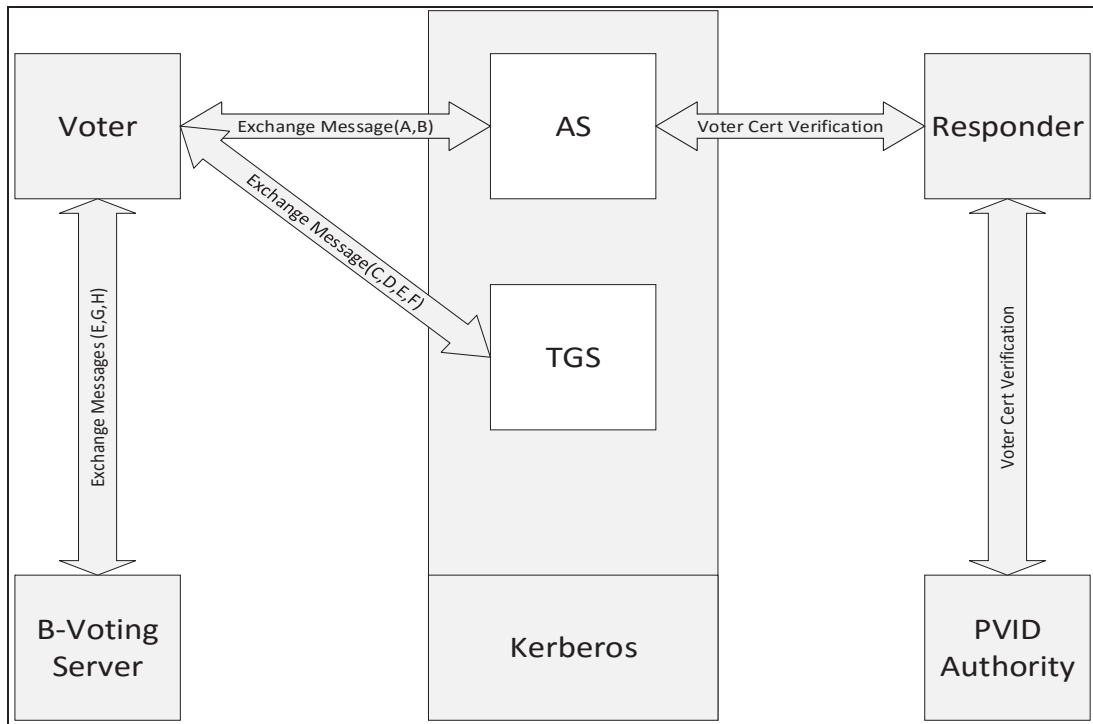 Voter
Exchange Message(A,B)
AS
Voter Cert Verification
Responder
Exchange Message(C,D,E,F)
TGS
Exchange Messages (E,G,H)
Voter Cert Verification
B-Voting
Server
Kerberos
PVID
Authority